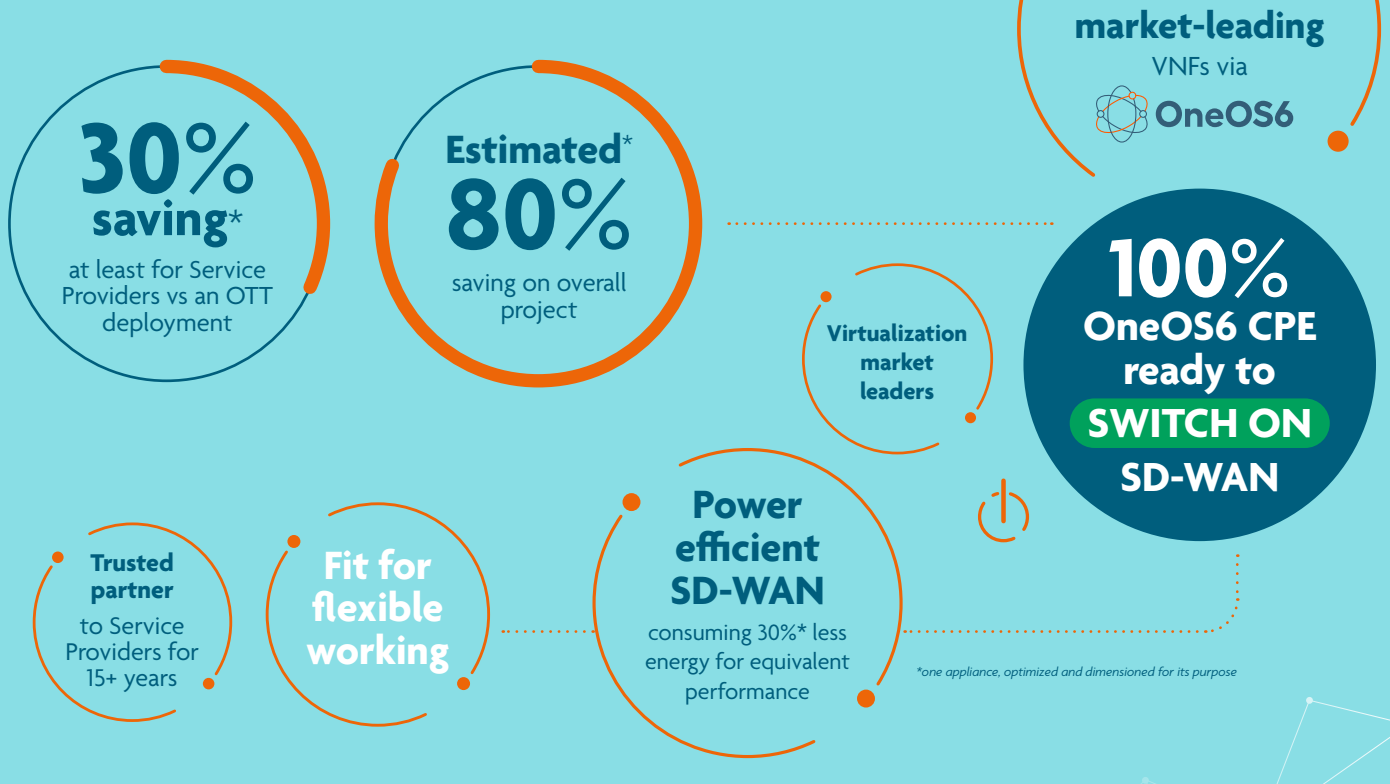 market-leading
VNFs via
OneOS6
30%
saving*
at least for Service
Providers vs an OTT
deployment
Estimated*
80%
saving on overall
project
100%
OneOS6 CPE
ready to
SWITCH ON
SD-WAN
Virtualization
market
leaders
Power
efficient
SD-WAN
consuming 30%* less
energy for equivalent
performance
Fit for
flexible
working
Trusted
partner
to Service
Providers for
15+ years
*one appliance, optimized and dimensioned for its purpose